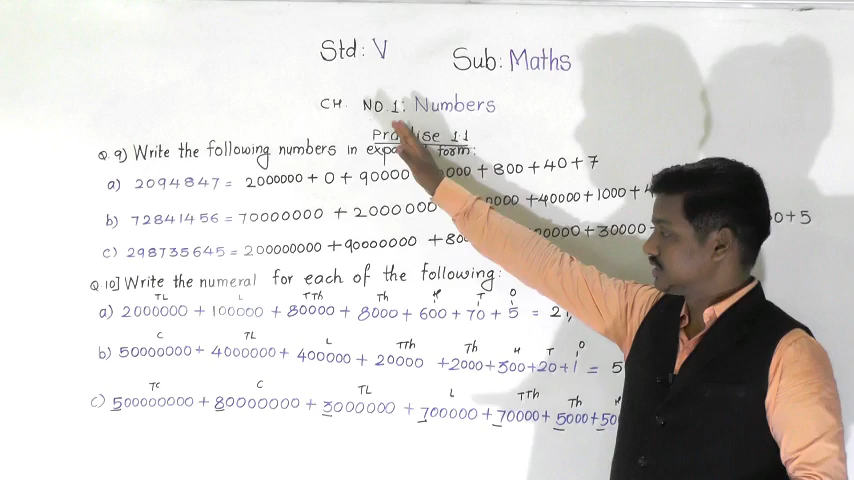 Std: V Sub: Maths
CH. NO.1: Numbers
Practise 1.1
Q.9) Write the following numbers in form:
a) 2094847 = 2000000 + 0 + 90000 + 800 + 40 + 7
b) 72841456 = 70000000 + 2000000 +40000 + 1000 +
c) 298735645 = 200000000 +90000000 + +30000 +5
Q.10] Write the numeral for each of the following:
TL L TTh Th H T O
a) 2000000 + 100000 + 80000 + 8000 + 600 + 70 + 5 = 21,
C TL L TTh Th H T O
b) 50000000 + 4000000 + 400000 + 20000 +2000 +300 +20 +1 = 5
TC C TL L TTh Th H
c) 500000000 + 80000000 + 3000000 + 700000 + 70000 + 5000 +